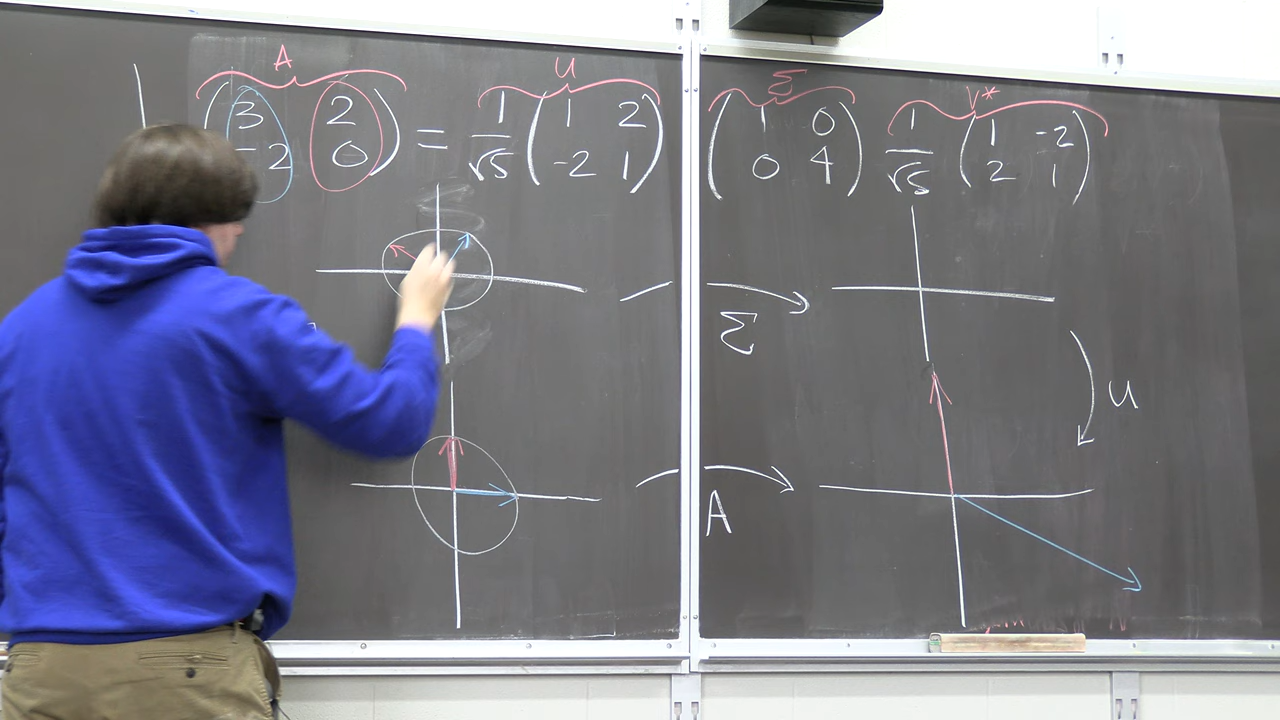 A U Σ V*
( 3 2 ) = 1/√5 ( 1 2 ) ( 1 0 ) 1/√5 ( 1 -2 )
( -2 0 ) ( -2 1 ) ( 0 4 ) ( 2 1 )
Σ
U
A